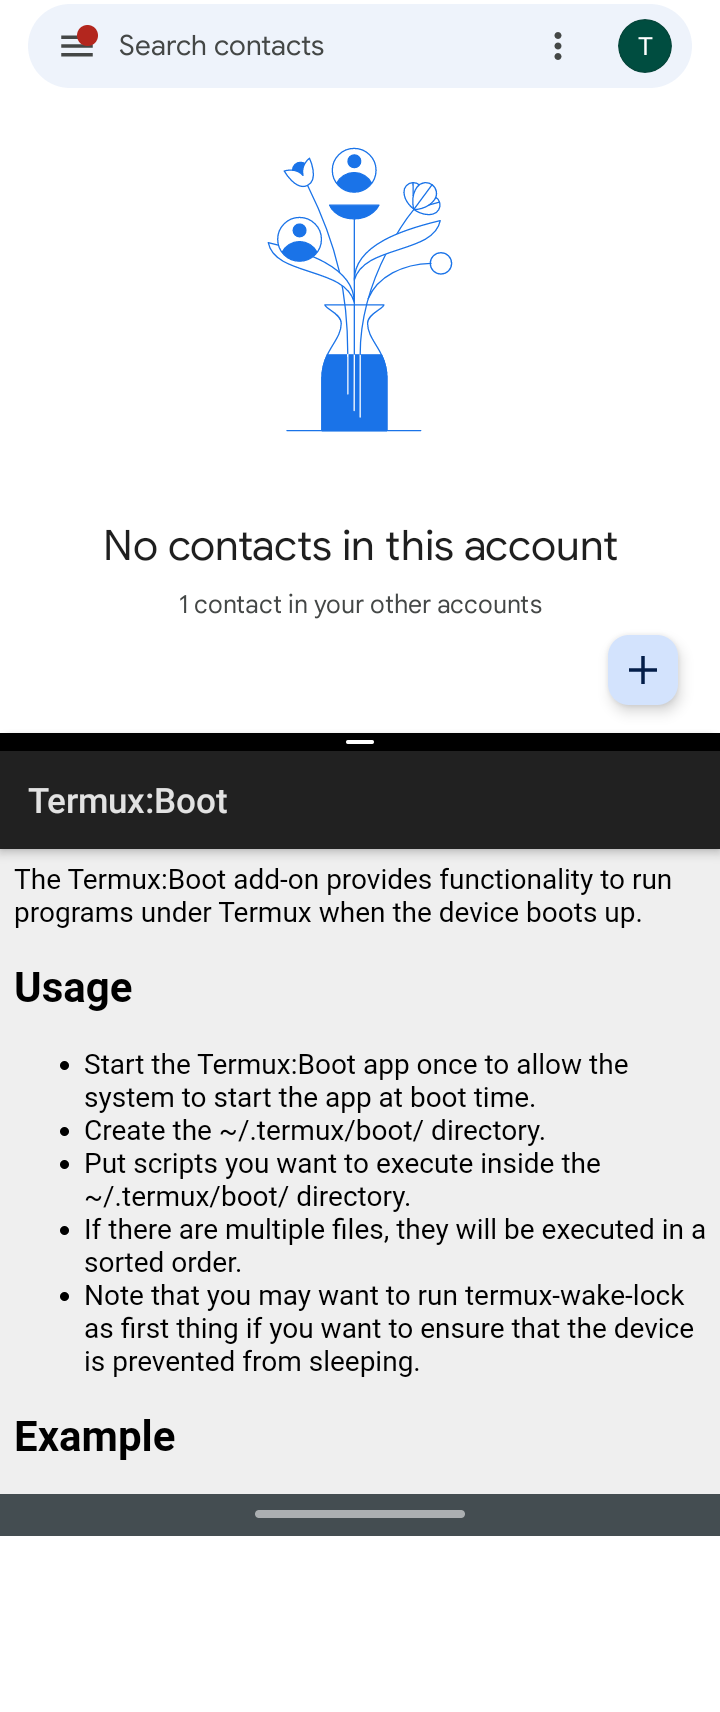 Search contacts
T
No contacts in this account
1 contact in your other accounts
Termux:Boot
The Termux:Boot add-on provides functionality to run
programs under Termux when the device boots up.
Usage
• Start the Termux:Boot app once to allow the
system to start the app at boot time.
• Create the ~/.termux/boot/ directory.
• Put scripts you want to execute inside the
~/.termux/boot/ directory.
• If there are multiple files, they will be executed in a
sorted order.
• Note that you may want to run termux-wake-lock
as first thing if you want to ensure that the device
is prevented from sleeping.
Example